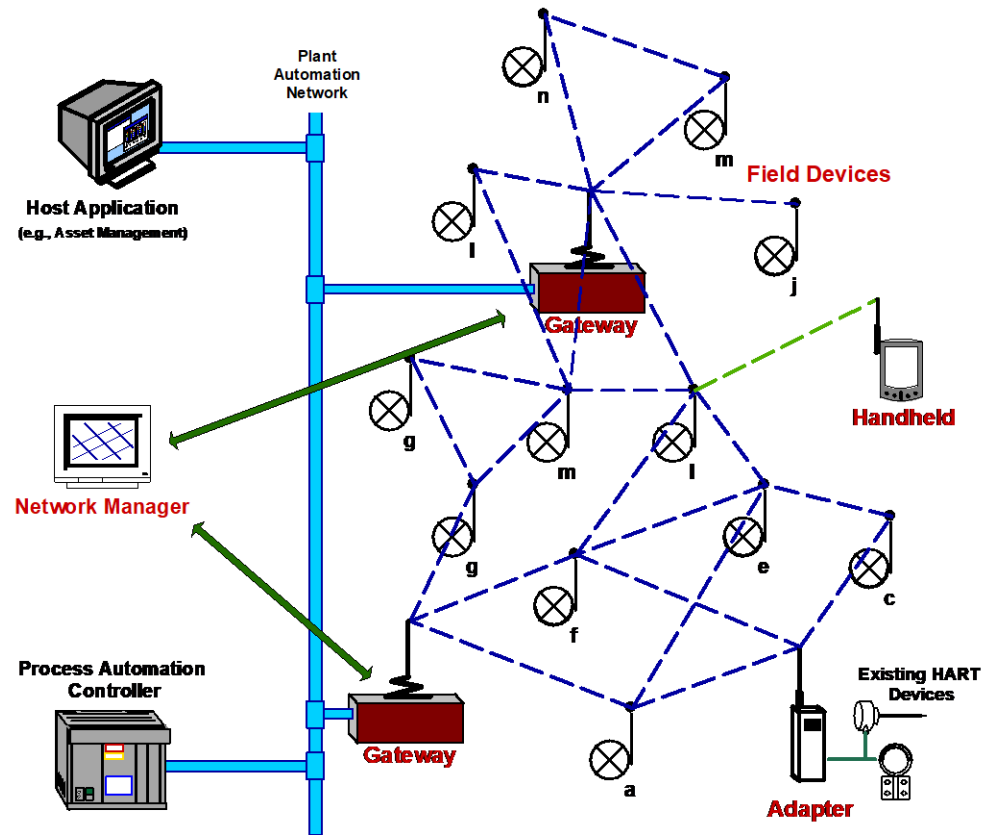 Plant
Automation
Network
n
m
Field Devices
Host Application
(e.g., Asset Management)
l
j
Gateway
Handheld
g
m
l
Network Manager
g
e
c
f
Process Automation
Controller
Existing HART
Devices
Gateway
a
Adapter